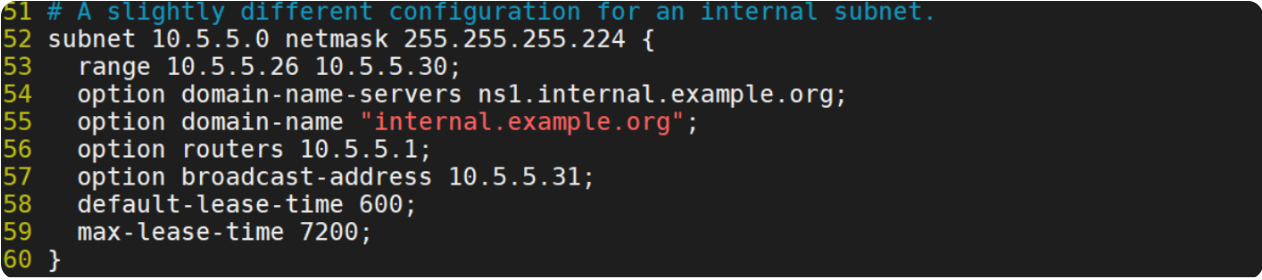 51 # A slightly different configuration for an internal subnet.
52 subnet 10.5.5.0 netmask 255.255.255.224 {
53   range 10.5.5.26 10.5.5.30;
54   option domain-name-servers ns1.internal.example.org;
55   option domain-name "internal.example.org";
56   option routers 10.5.5.1;
57   option broadcast-address 10.5.5.31;
58   default-lease-time 600;
59   max-lease-time 7200;
60 }